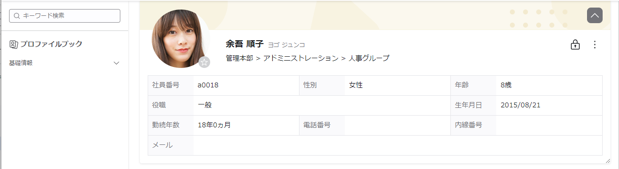 キーワード検索
プロファイルブック
基礎情報
余吾 順子 ヨゴ ジュンコ
管理本部 > アドミニストレーション > 人事グループ
社員番号 a0018 性別 女性 年齢 8歳
役職 一般 生年月日 2015/08/21
勤続年数 18年0ヵ月 電話番号 内線番号
メール